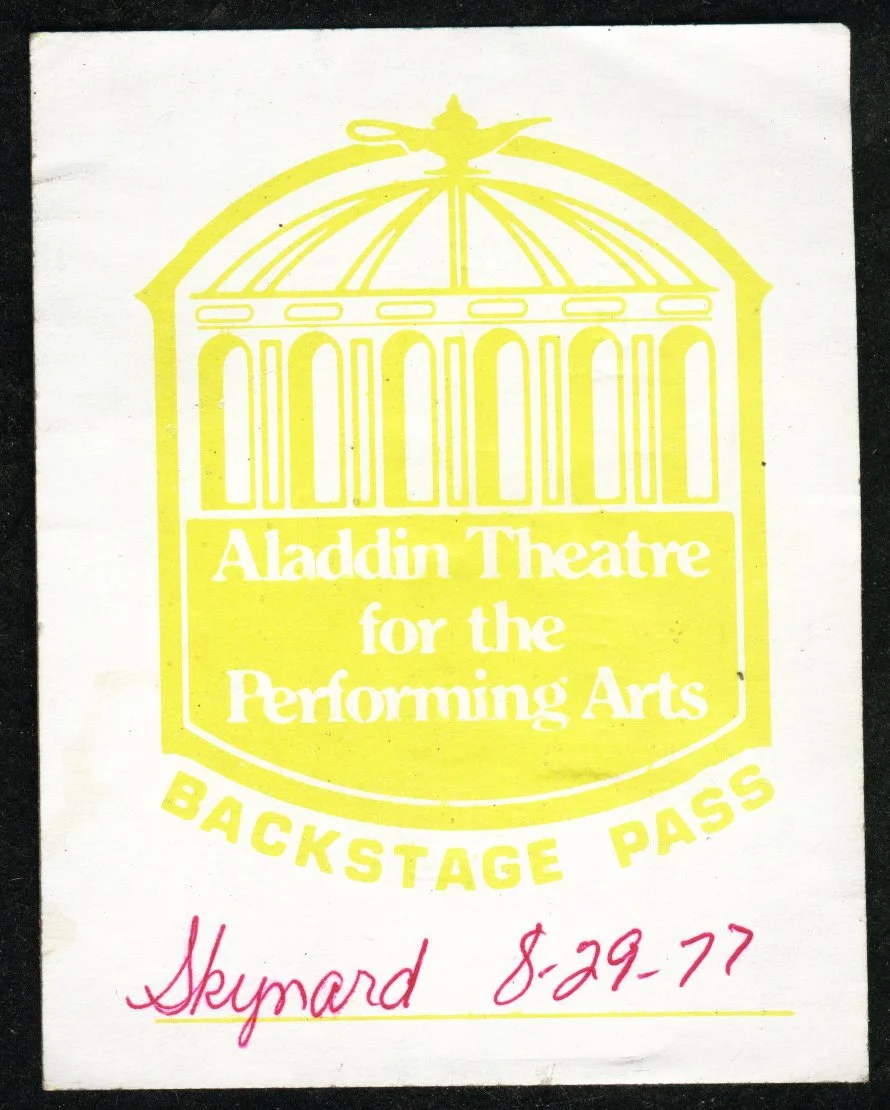 Aladdin Theatre
for the
Performing Arts
BACKSTAGE PASS
Skynard 8-29-77